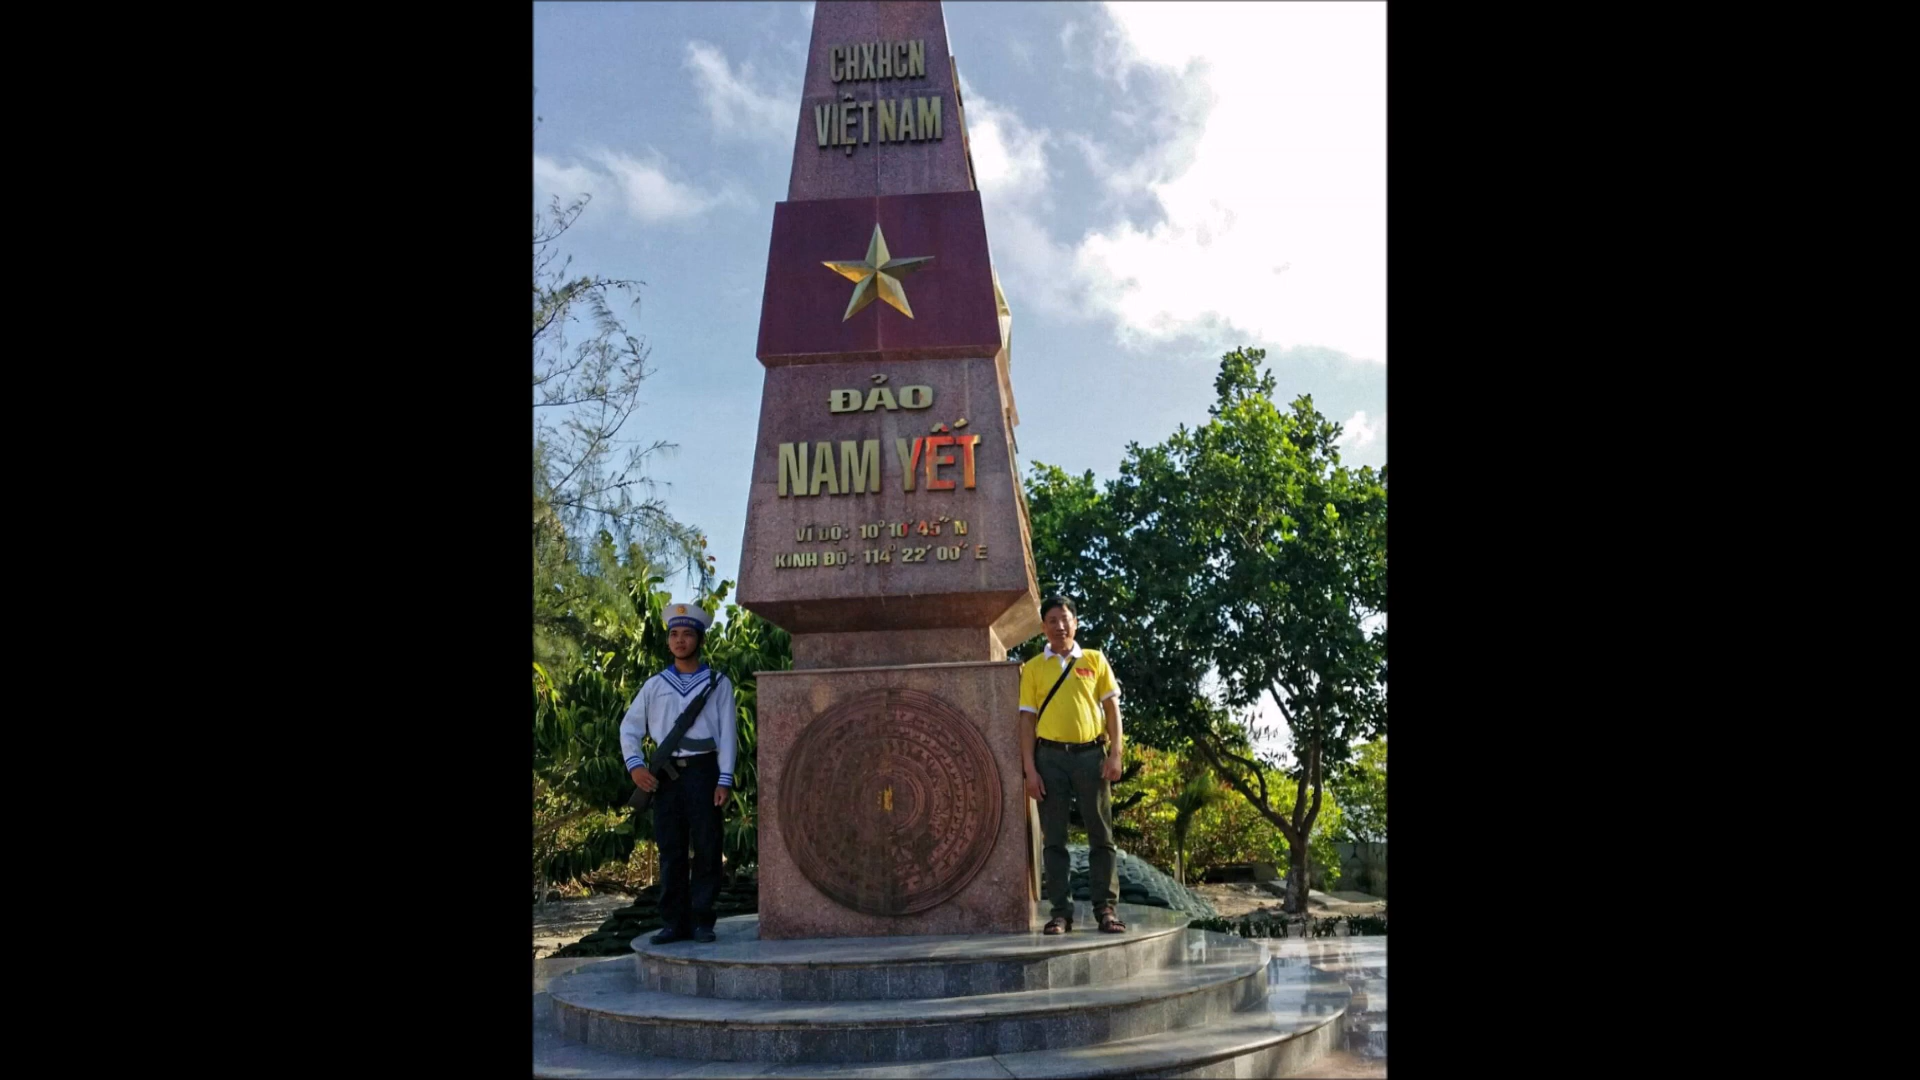 CHXHCN
VIỆT NAM
ĐẢO
NAM YẾT
VĨ ĐỘ: 10° 10' 45" N
KINH ĐỘ: 114° 22' 00" E